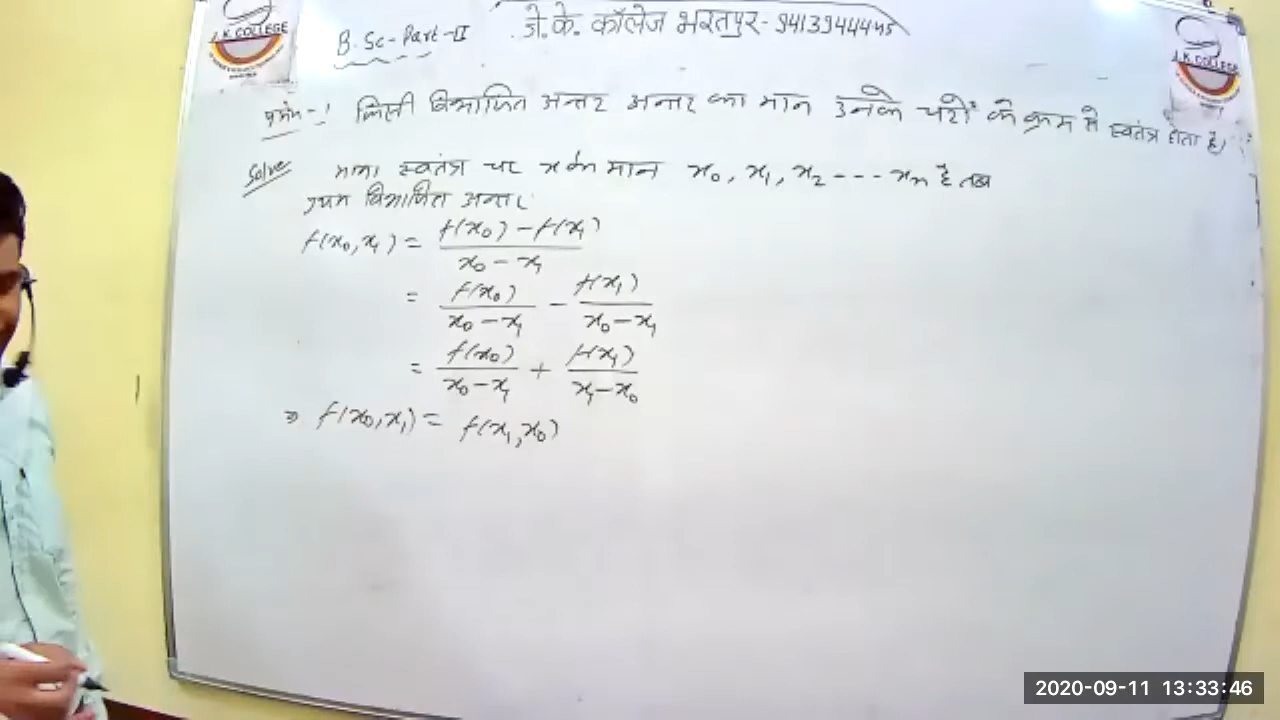 J.K COLLEGE
B.Sc-Part-II जे.के. कॉलेज भरतपुर- 9413944445
J.K COLLEGE
प्रमेय-: किसी विभाजित अन्तर अन्तर का मान उनके चरों के क्रम से स्वतंत्र होता है।
Solve माना स्वतंत्र चर x के मान x₀, x₁, x₂ --- xₙ है तब
प्रथम विभाजित अन्तर
f(x₀,x₁) = f(x₀)-f(x₁) / x₀-x₁
= f(x₀) / x₀-x₁ - f(x₁) / x₀-x₁
= f(x₀) / x₀-x₁ + f(x₁) / x₁-x₀
⇒ f(x₀,x₁) = f(x₁,x₀)
2020-09-11 13:33:46